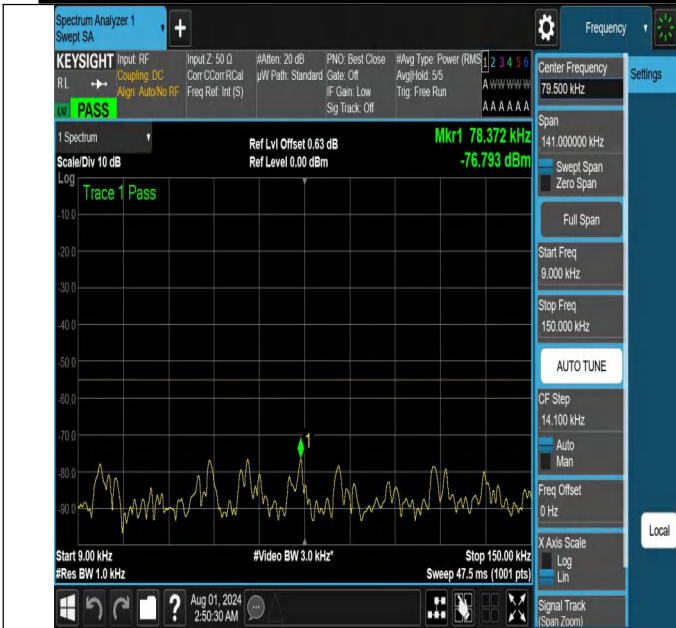 Spectrum Analyzer 1
Swept SA
+
Frequency
KEYSIGHT
RL
PASS
Input: RF
Coupling: DC
Align: Auto/No RF
Input Z: 50 Ω
Corr CCorr RCal
Freq Ref: Int (S)
#Atten: 20 dB
µW Path: Standard
PNO: Best Close
Gate: Off
IF Gain: Low
Sig Track: Off
#Avg Type: Power (RMS
Avg|Hold: 5/5
Trig: Free Run
1 2 3 4 5 6
A W W W W W
A A A A A A
1 Spectrum
Scale/Div 10 dB
Log
Ref Lvl Offset 0.63 dB
Ref Level 0.00 dBm
Mkr1 78.372 kHz
-76.793 dBm
Trace 1 Pass
-10.0
-20.0
-30.0
-40.0
-50.0
-60.0
-70.0
-80.0
-90.0
1
Start 9.00 kHz
#Res BW 1.0 kHz
#Video BW 3.0 kHz*
Stop 150.00 kHz
Sweep 47.5 ms (1001 pts)
Center Frequency
79.500 kHz
Settings
Span
141.000000 kHz
Swept Span
Zero Span
Full Span
Start Freq
9.000 kHz
Stop Freq
150.000 kHz
AUTO TUNE
CF Step
14.100 kHz
Auto
Man
Freq Offset
0 Hz
X Axis Scale
Log
Lin
Local
Signal Track
(Span Zoom)
?
Aug 01, 2024
2:50:30 AM